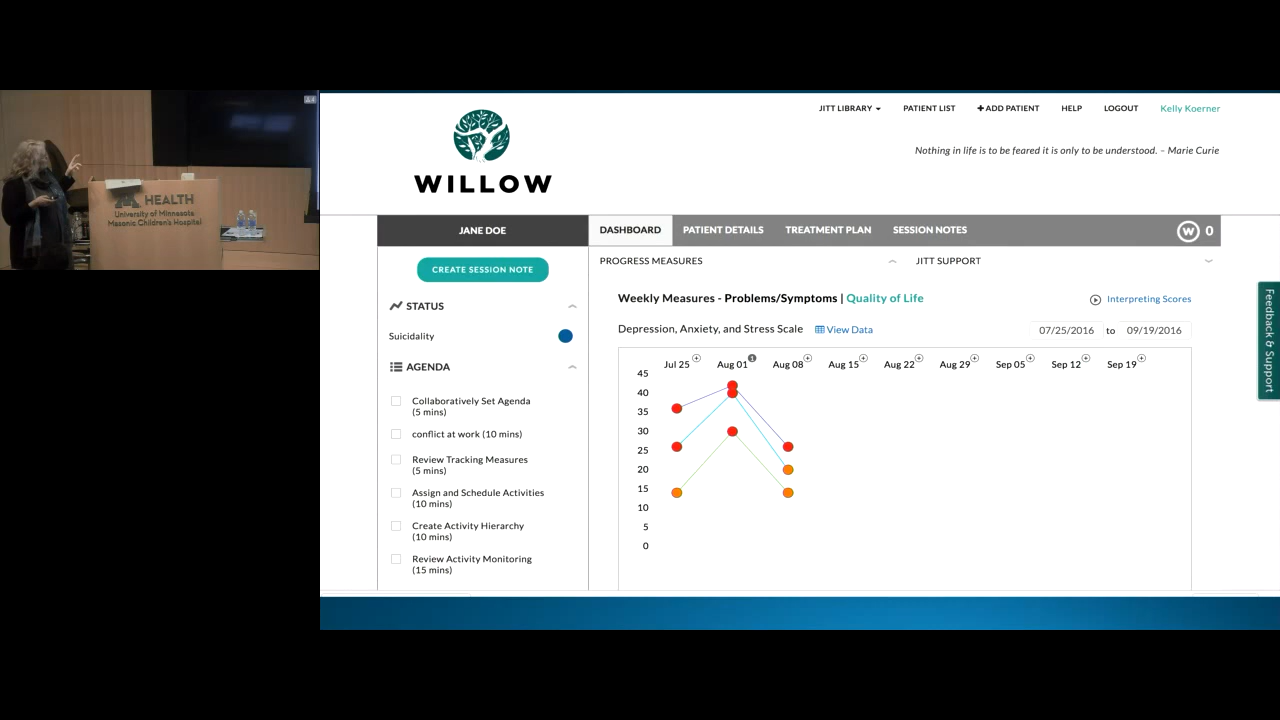 HEALTH
University of Minnesota
Masonic Children's Hospital
WILLOW
JITT LIBRARY
PATIENT LIST
ADD PATIENT
HELP
LOGOUT
Kelly Koerner
Nothing in life is to be feared it is only to be understood. – Marie Curie
JANE DOE
DASHBOARD
PATIENT DETAILS
TREATMENT PLAN
SESSION NOTES
W 0
CREATE SESSION NOTE
STATUS
Suicidality
AGENDA
Collaboratively Set Agenda
(5 mins)
conflict at work (10 mins)
Review Tracking Measures
(5 mins)
Assign and Schedule Activities
(10 mins)
Create Activity Hierarchy
(10 mins)
Review Activity Monitoring
(15 mins)
PROGRESS MEASURES
JITT SUPPORT
Weekly Measures - Problems/Symptoms | Quality of Life
Interpreting Scores
Depression, Anxiety, and Stress Scale
View Data
07/25/2016 to 09/19/2016
Jul 25
Aug 01
1
Aug 08
Aug 15
Aug 22
Aug 29
Sep 05
Sep 12
Sep 19
45
40
35
30
25
20
15
10
5
0
Feedback & Support